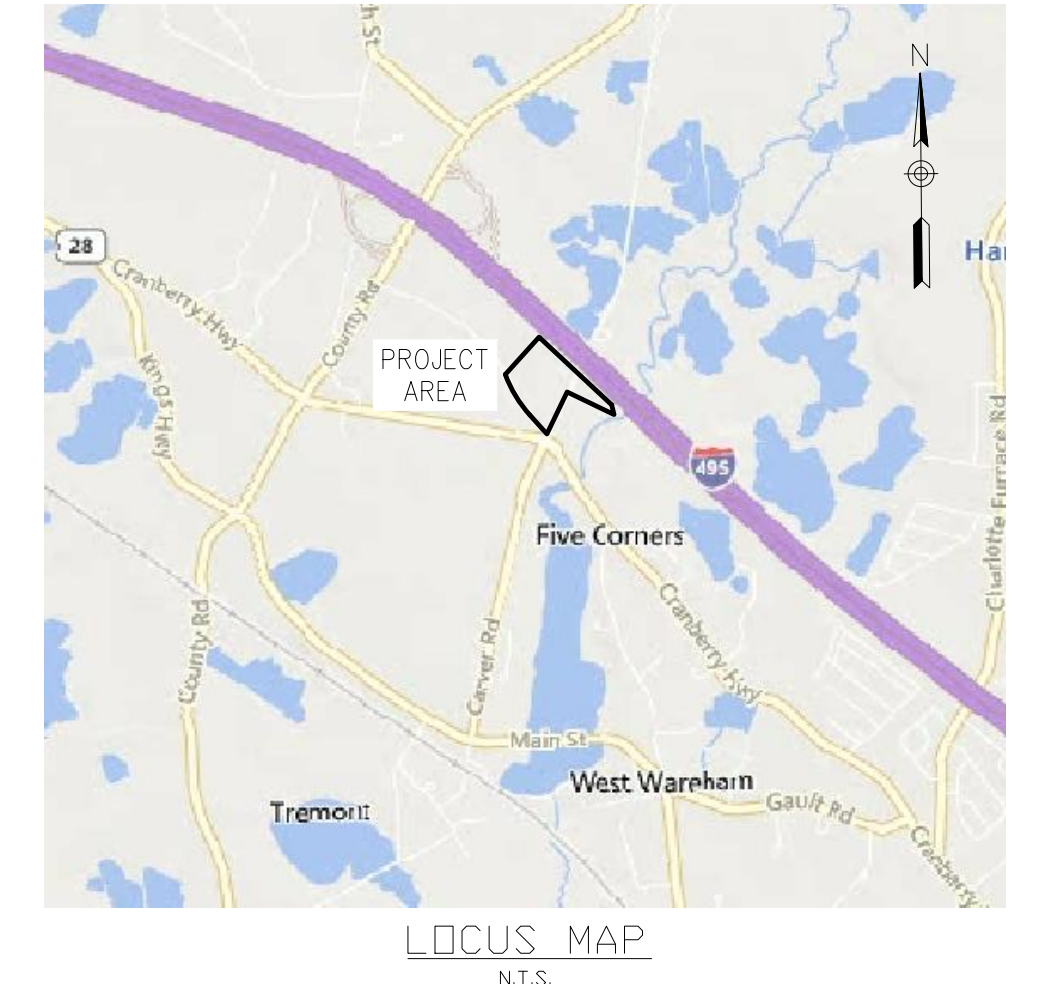 h St
N
28
Har
Cranberry Hwy
County Rd
PROJECT
AREA
Kings Hwy
Charlotte Furnace Rd
495
Five Corners
County Rd
Carver Rd
Cranberry Hwy
Main St
West Wareham
Tremont
Gault Rd
Cranberry
LOCUS MAP
N.T.S.